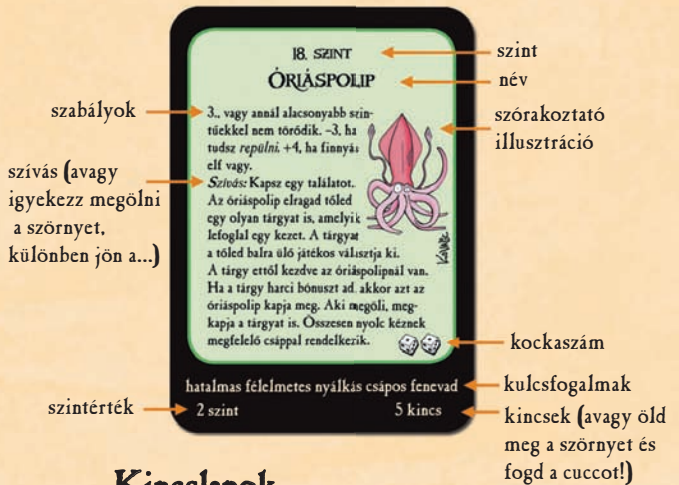 18. SZINT
ÓRIÁSPOLIP
3., vagy annál alacsonyabb szin-
tűekkel nem törődik. –3, ha
tudsz repülni. +4, ha finnyás
elf vagy.
Szívás: Kapsz egy találatot.
Az óriáspolip elragad tőled
egy olyan tárgyat is, amelyik
lefoglal egy kezet. A tárgyat
a tőled balra ülő játékos választja ki.
A tárgy ettől kezdve az óriáspolipnál van.
Ha a tárgy harci bónuszt ad, akkor azt az
óriáspolip kapja meg. Aki megöli, meg-
kapja a tárgyat is. Összesen nyolc kéznek
megfelelő csáppal rendelkezik.
hatalmas félelmetes nyálkás csápos fenevad
2 szint
5 kincs
szabályok
szívás (avagy
igyekezz megölni
a szörnyet,
különben jön a...)
szintérték
szint
név
szórakoztató
illusztráció
kockaszám
kulcsfogalmak
kincsek (avagy öld
meg a szörnyet és
fogd a cuccot!)
Kincslapok